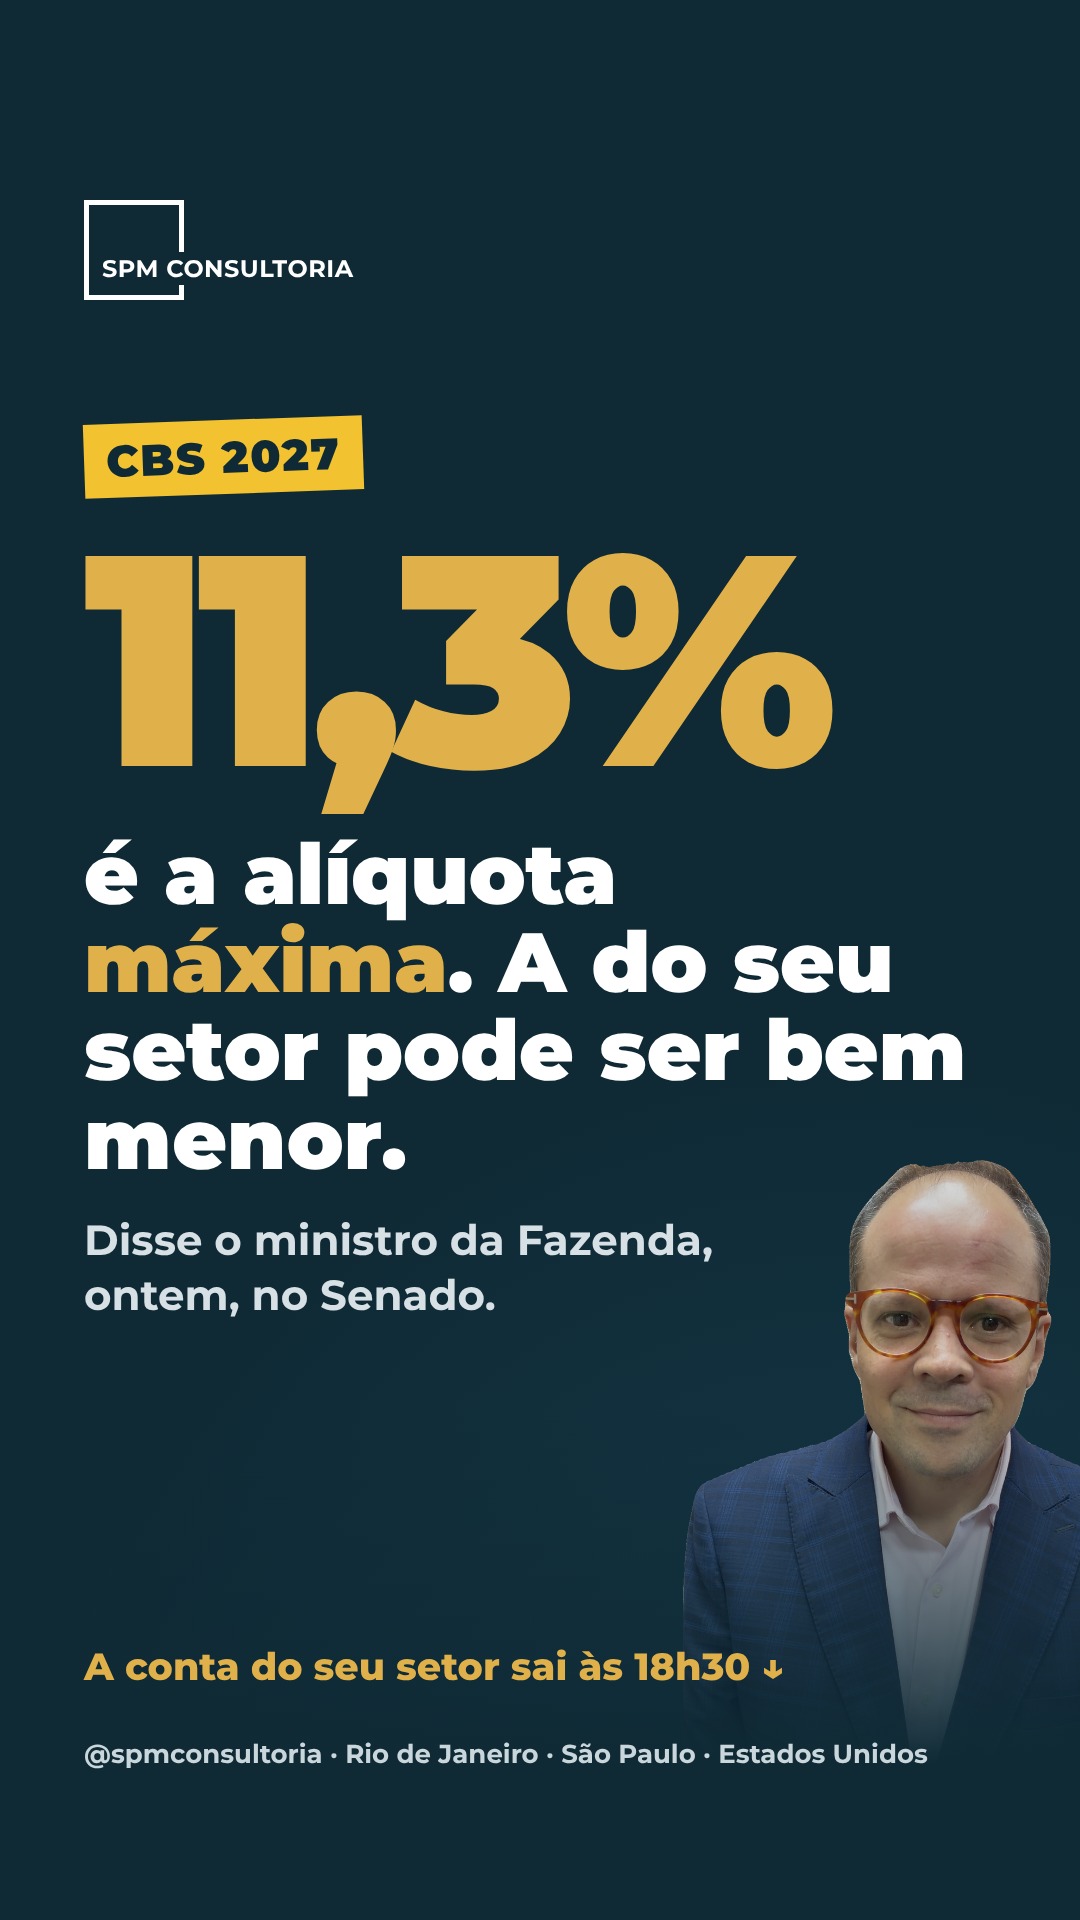 SPM CONSULTORIA
CBS 2027
11,3%
é a alíquota
máxima. A do seu
setor pode ser bem
menor.
Disse o ministro da Fazenda,
ontem, no Senado.
A conta do seu setor sai às 18h30 ↓
@spmconsultoria · Rio de Janeiro · São Paulo · Estados Unidos